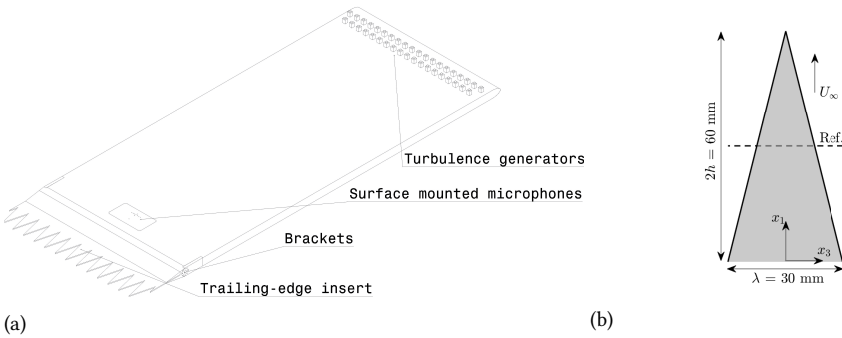 Turbulence generators
Surface mounted microphones
Brackets
Trailing-edge insert
(a)
2h = 60 mm
U∞
Ref.
x1
x3
λ = 30 mm
(b)